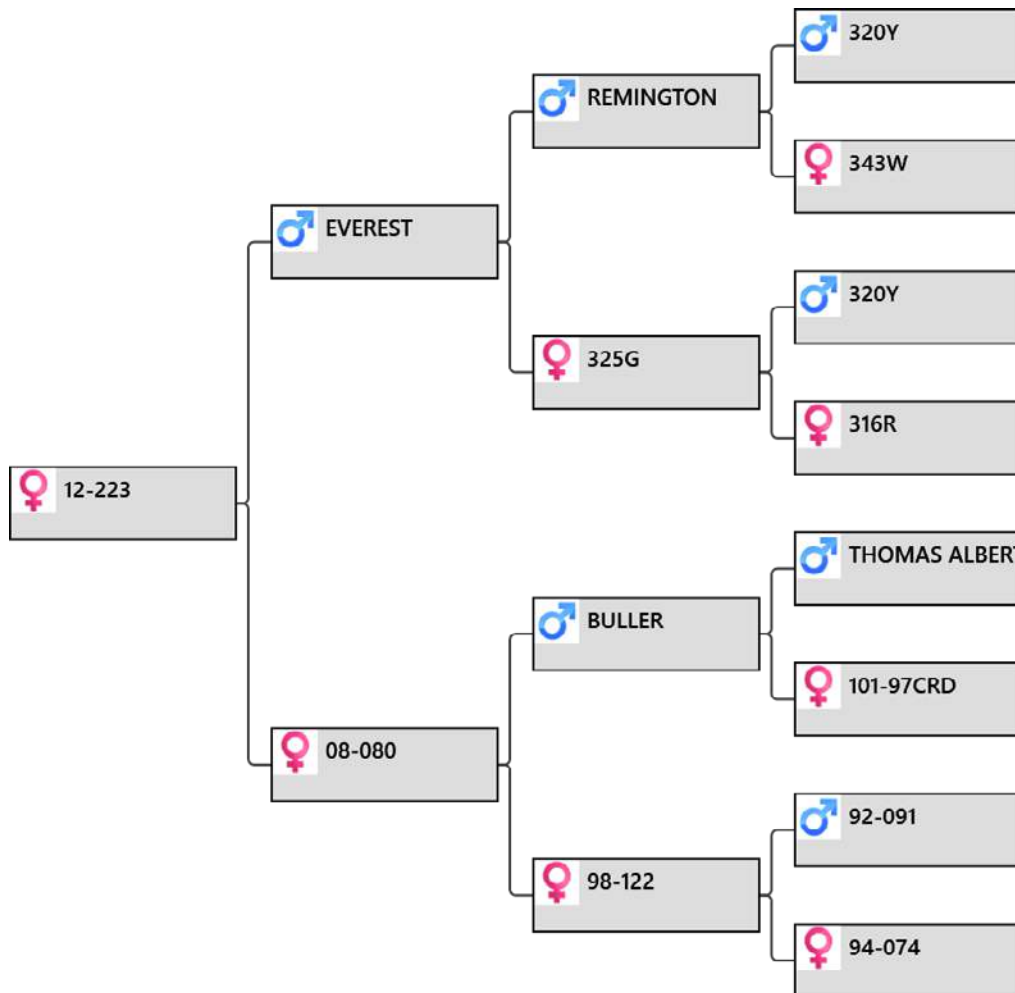 320Y
REMINGTON
343W
EVEREST
320Y
325G
316R
12-223
THOMAS ALBERT
BULLER
101-97CRD
08-080
92-091
98-122
94-074